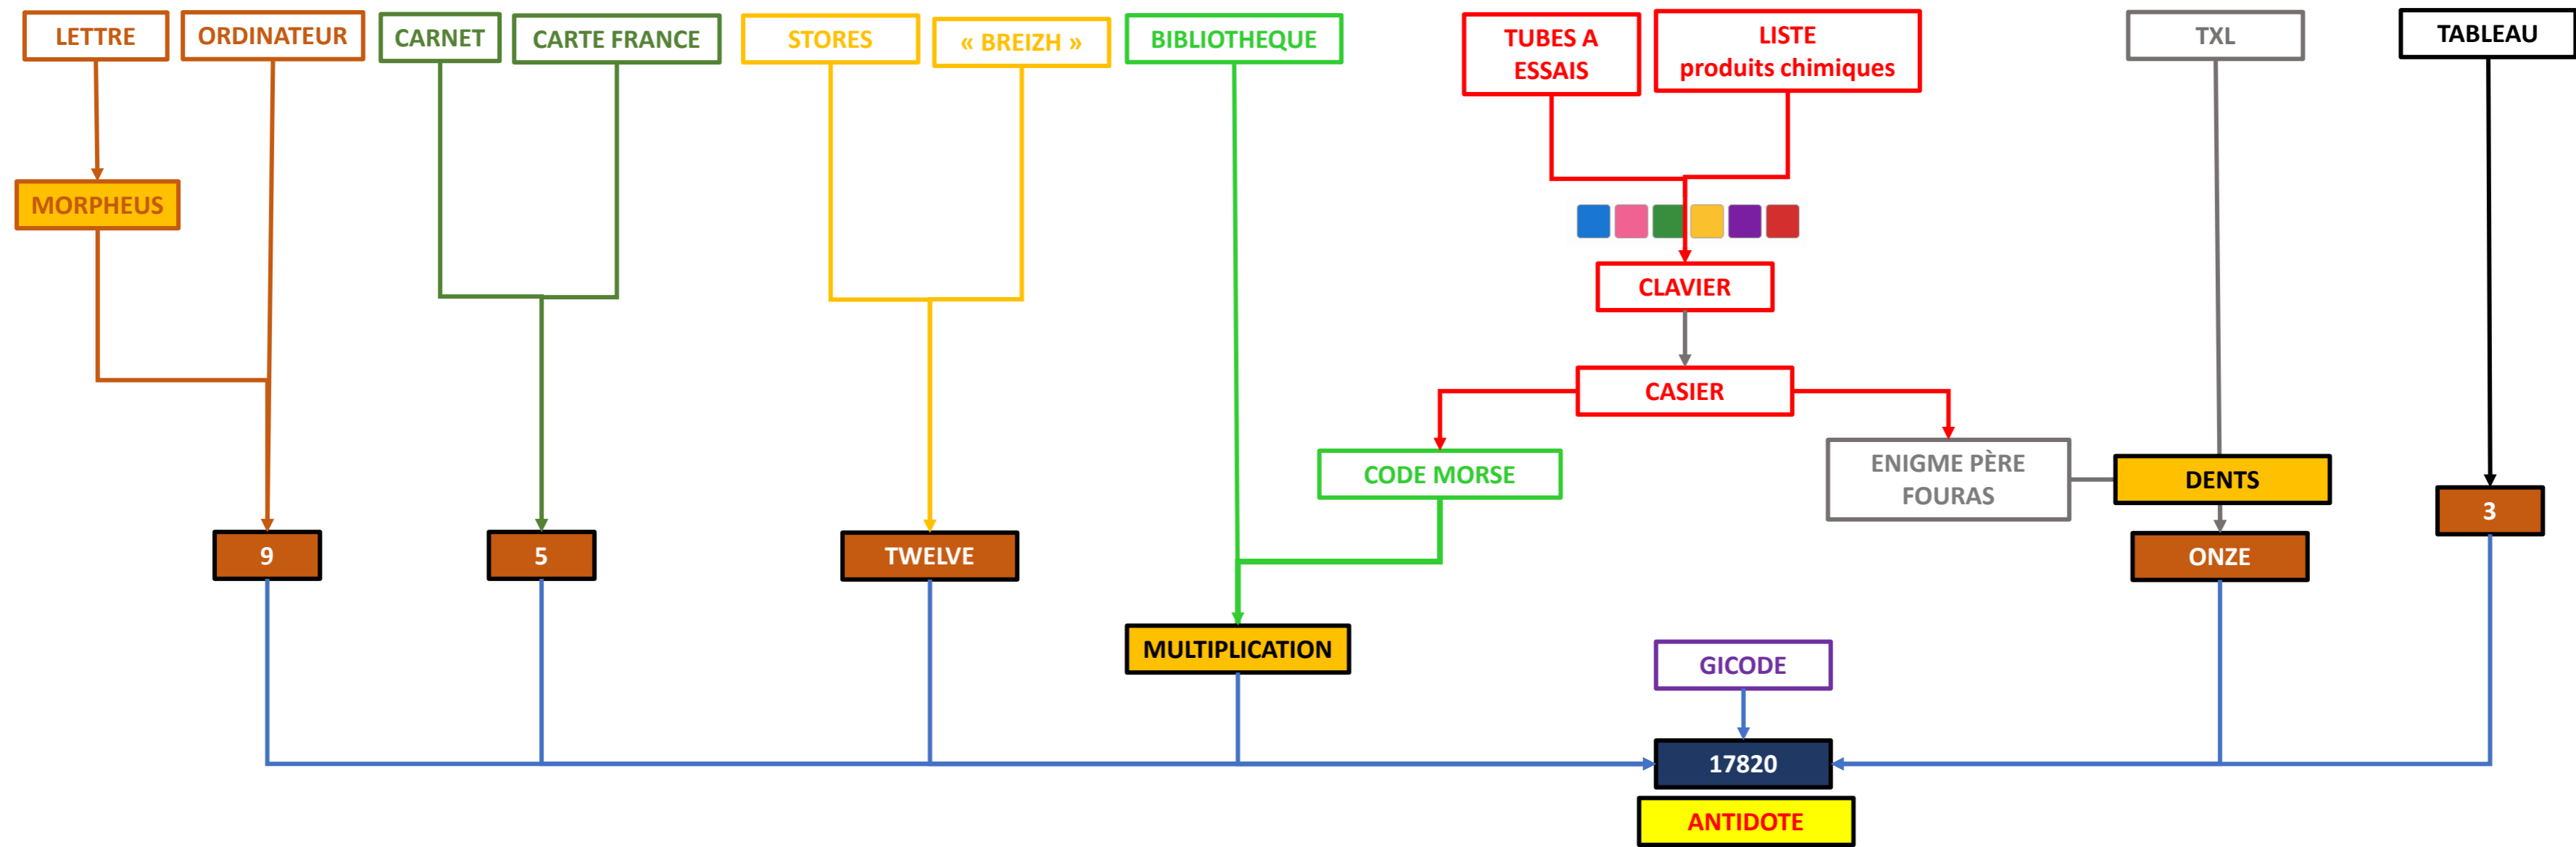 LETTRE
ORDINATEUR
CARNET
CARTE FRANCE
STORES
« BREIZH »
BIBLIOTHEQUE
TUBES A
ESSAIS
LISTE
produits chimiques
TXL
TABLEAU
MORPHEUS
CLAVIER
CASIER
CODE MORSE
ENIGME PÈRE
FOURAS
DENTS
3
9
5
TWELVE
ONZE
MULTIPLICATION
GICODE
17820
ANTIDOTE